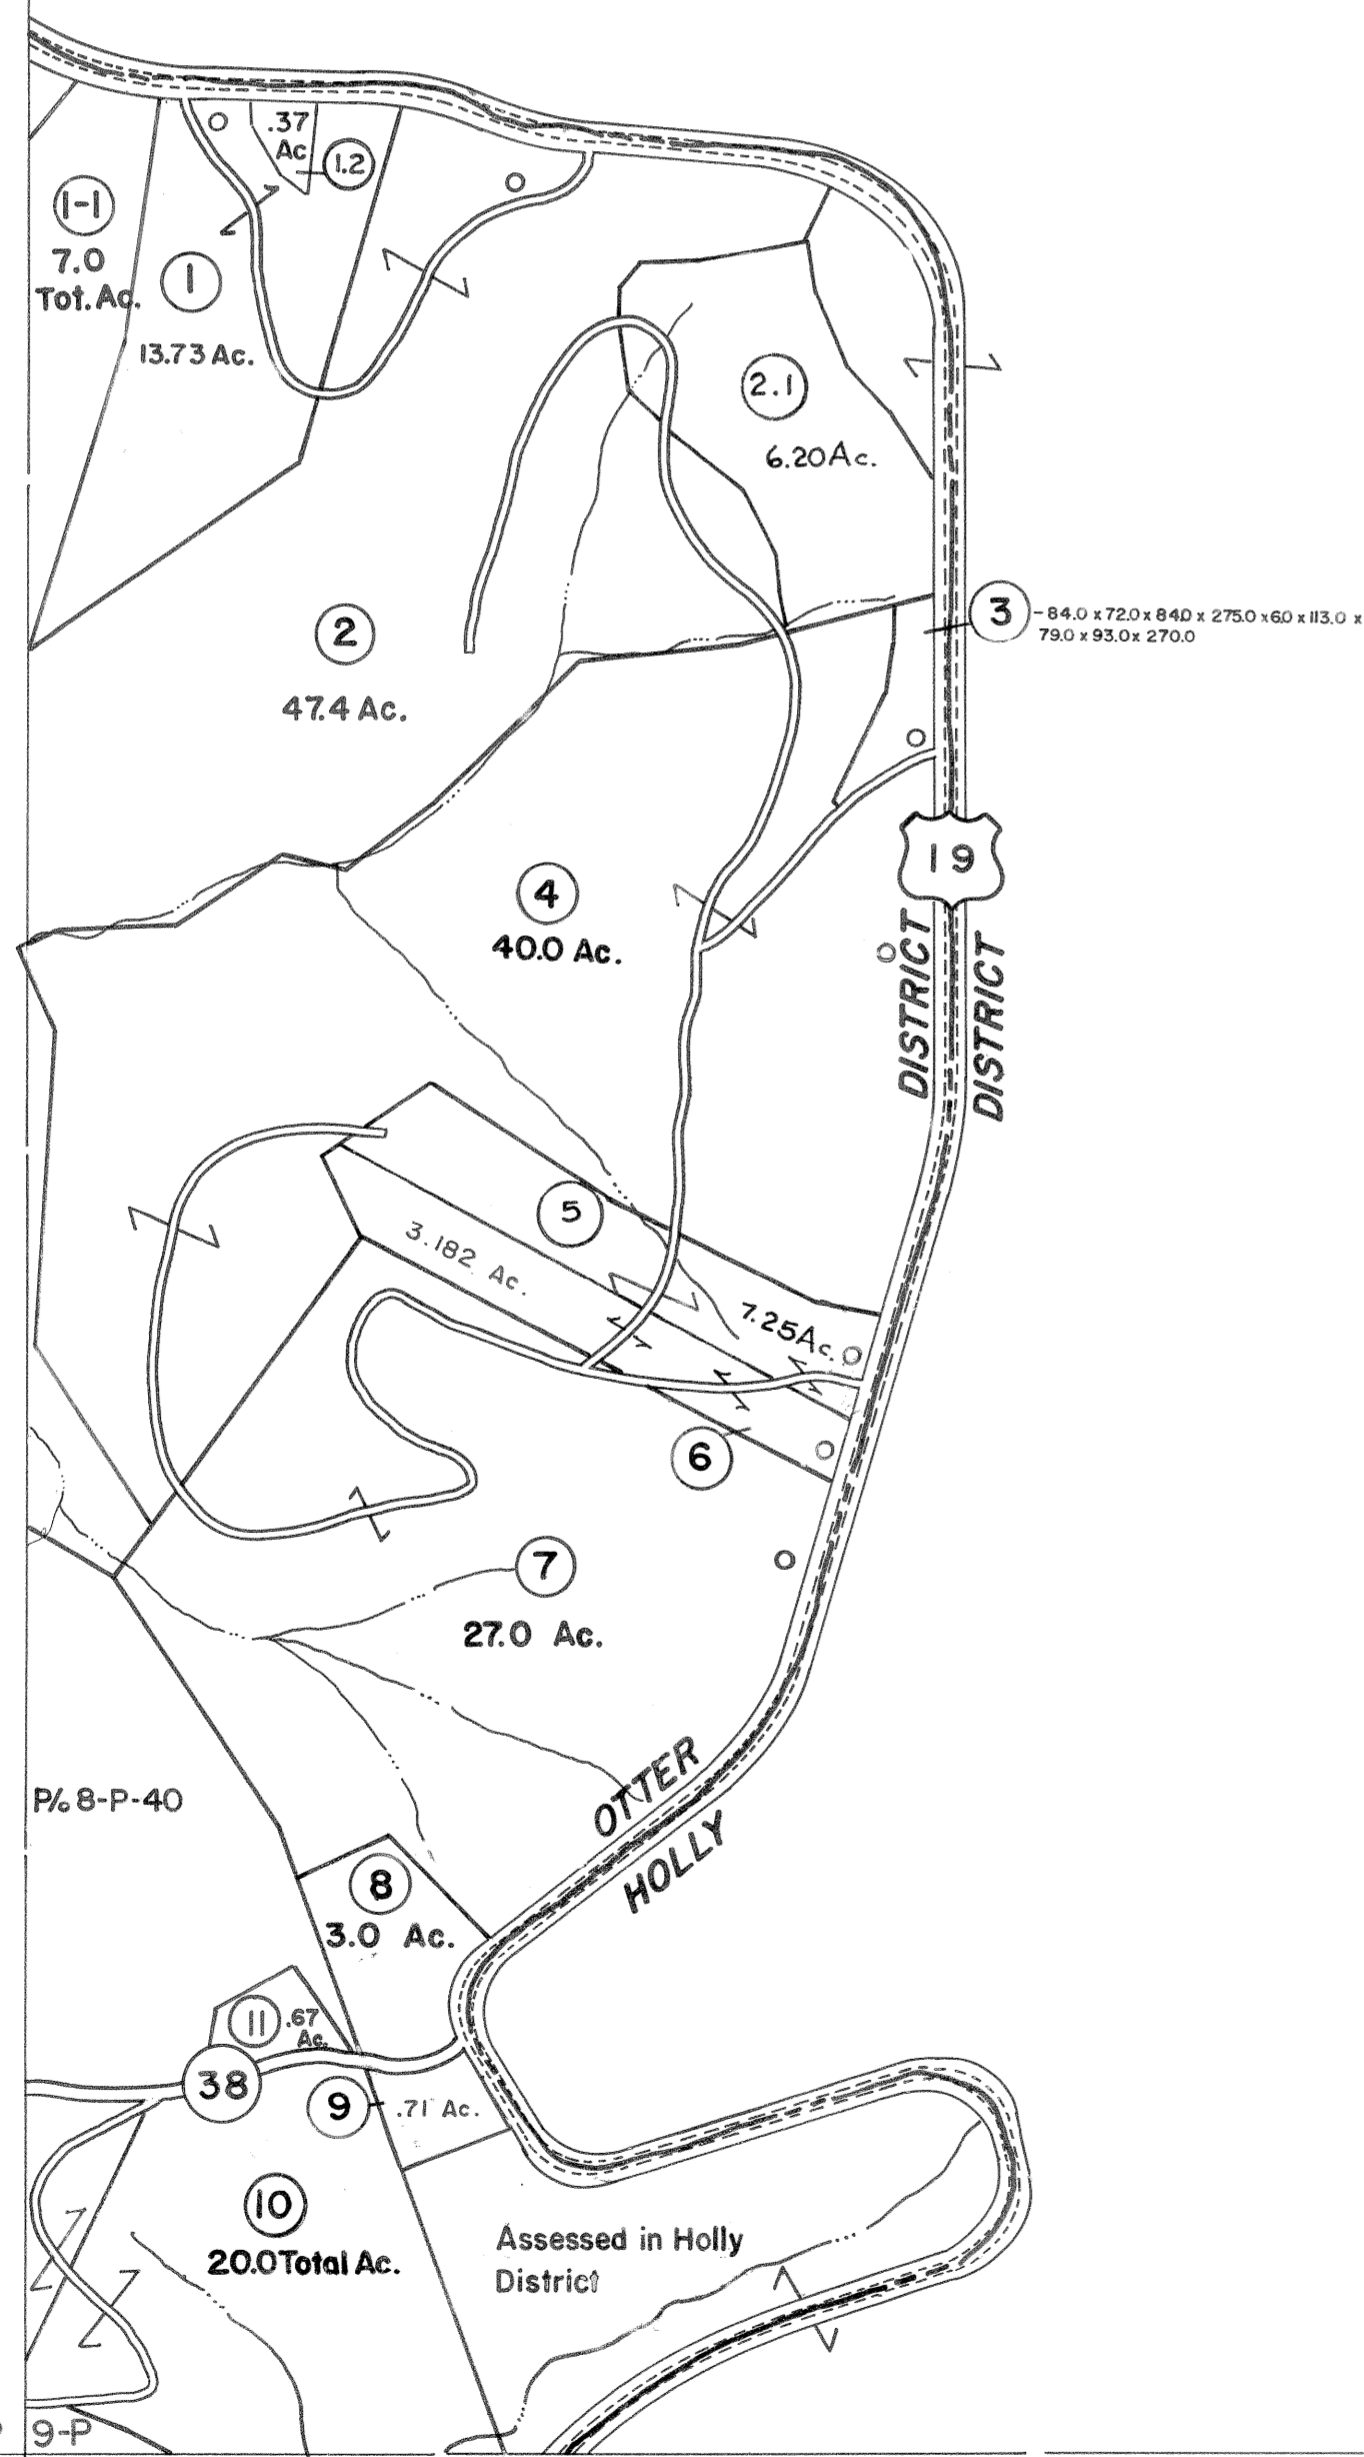 .37
Ac
1.2
1-1
7.0
Tot. Ac.
1
13.73 Ac.
2.1
6.20 Ac.
3
- 84.0 x 72.0 x 84.0 x 275.0 x 6.0 x 113.0 x
79.0 x 93.0 x 270.0
2
47.4 Ac.
19
4
40.0 Ac.
DISTRICT
DISTRICT
5
3.182 Ac.
7.25 Ac.
6
7
27.0 Ac.
OTTER
HOLLY
P/o 8-P-40
8
3.0 Ac.
11
.67
Ac.
38
9
.71 Ac.
10
20.0 Total Ac.
Assessed in Holly
District
9-P